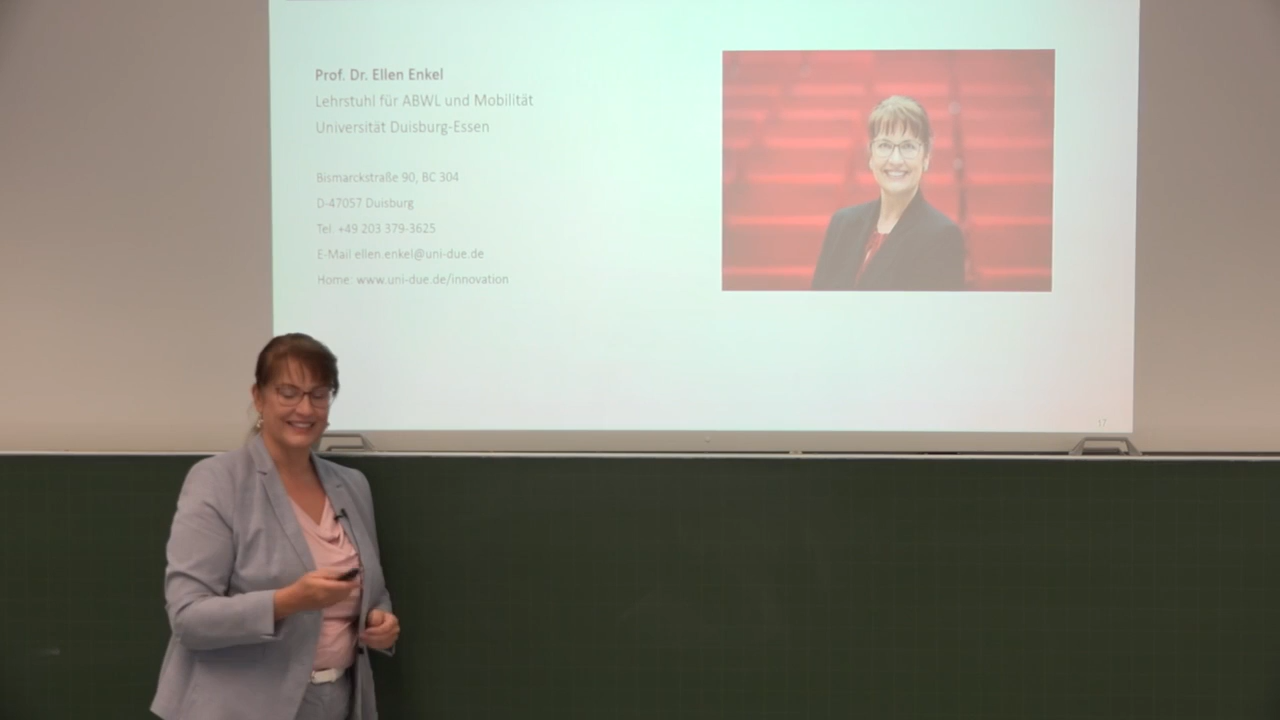 Prof. Dr. Ellen Enkel
Lehrstuhl für ABWL und Mobilität
Universität Duisburg-Essen
Bismarckstraße 90, BC 304
D-47057 Duisburg
Tel. +49 203 379-3625
E-Mail ellen.enkel@uni-due.de
Home: www.uni-due.de/innovation
17